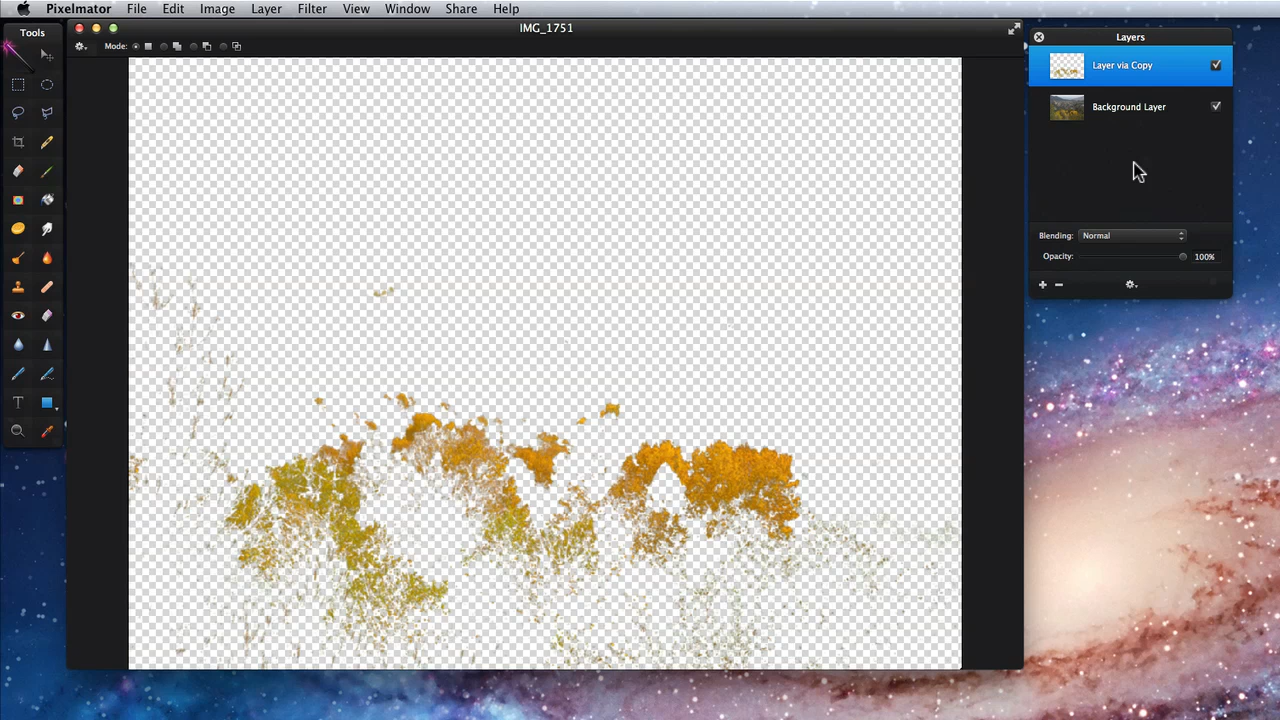 Pixelmator File Edit Image Layer Filter View Window Share Help
Tools
IMG_1751
Mode:
Layers
Layer via Copy
Background Layer
Blending: Normal
Opacity: 100%